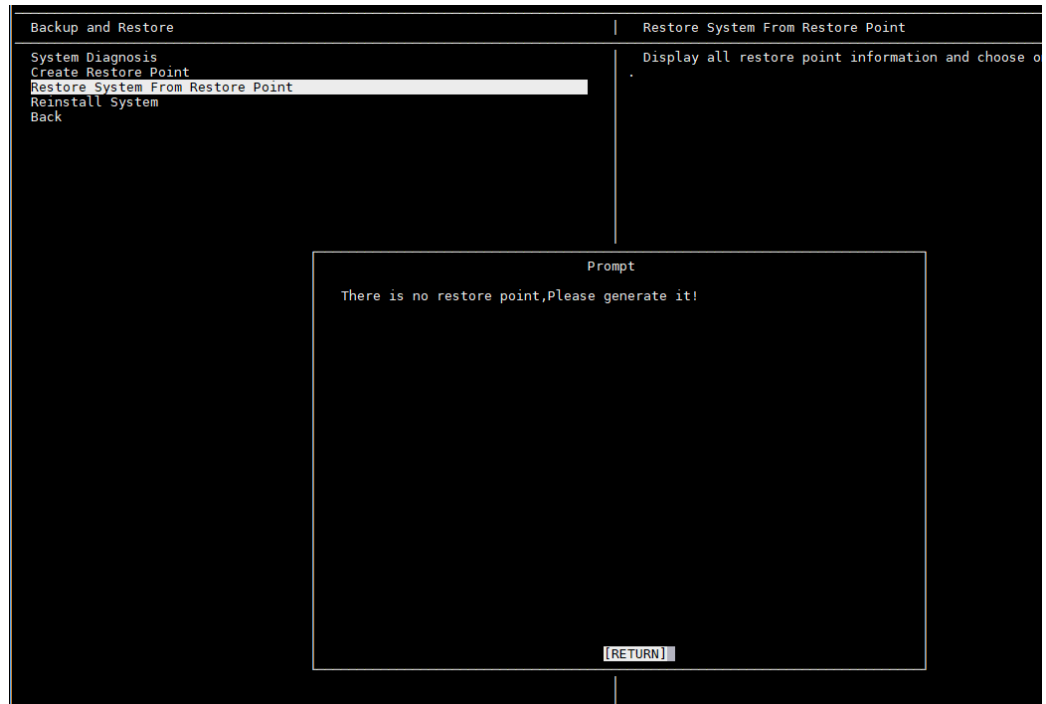 Backup and Restore
Restore System From Restore Point
System Diagnosis
Create Restore Point
Restore System From Restore Point
Reinstall System
Back
Display all restore point information and choose
.
Prompt
There is no restore point,Please generate it!
[RETURN]